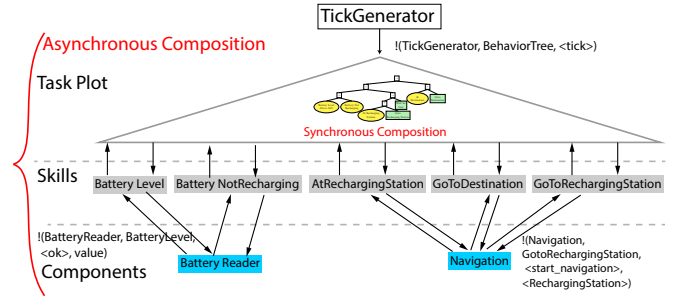 TickGenerator
Asynchronous Composition
!(TickGenerator, BehaviorTree, <tick>)
Task Plot
Synchronous Composition
Skills
Battery Level
Battery NotRecharging
AtRechargingStation
GoToDestination
GoToRechargingStation
!(BatteryReader, BatteryLevel,
<ok>, value)
!(Navigation,
GotoRechargingStation,
<start_navigation>,
<RechargingStation>)
Components
Battery Reader
Navigation